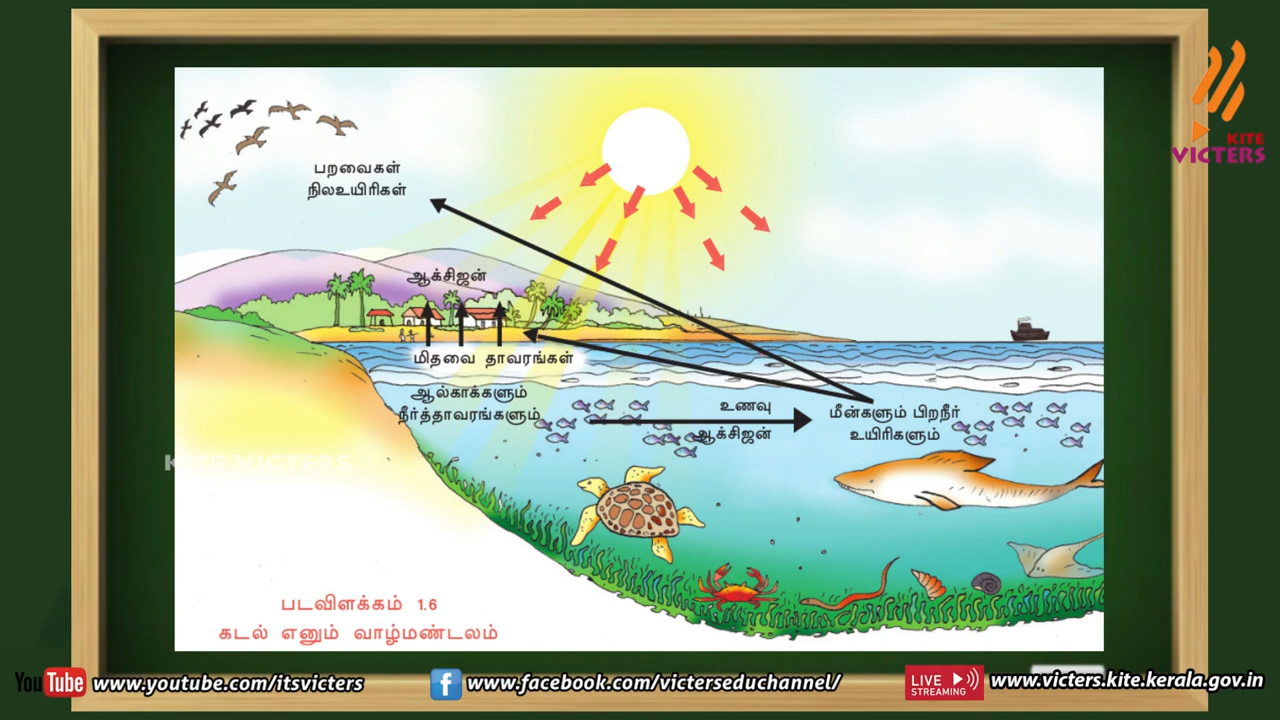 KITE
VICTERS
பறவைகள்
நிலஉயிரிகள்
ஆக்சிஜன்
மிதவை தாவரங்கள்
ஆல்காக்களும்
நீர்த்தாவரங்களும்
உணவு
ஆக்சிஜன்
மீன்களும் பிறநீர்
உயிரிகளும்
KITE VICTERS
படவிளக்கம் 1.6
கடல் எனும் வாழ்மண்டலம்
YouTube www.youtube.com/itsvicters
f www.facebook.com/victerseduchannel/
LIVE
STREAMING
www.victers.kite.kerala.gov.in